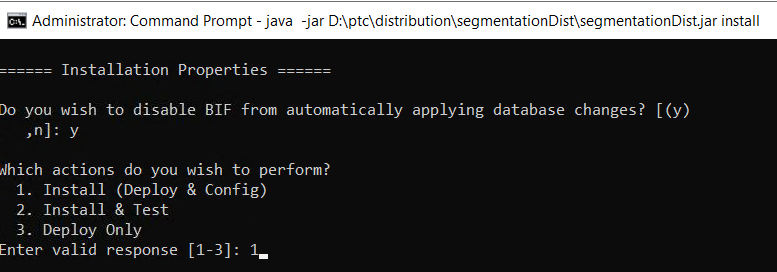 Administrator: Command Prompt - java  -jar D:\ptc\distribution\segmentationDist\segmentationDist.jar install
====== Installation Properties ======
Do you wish to disable BIF from automatically applying database changes? [(y)
   ,n]: y
Which actions do you wish to perform?
  1. Install (Deploy & Config)
  2. Install & Test
  3. Deploy Only
Enter valid response [1-3]: 1